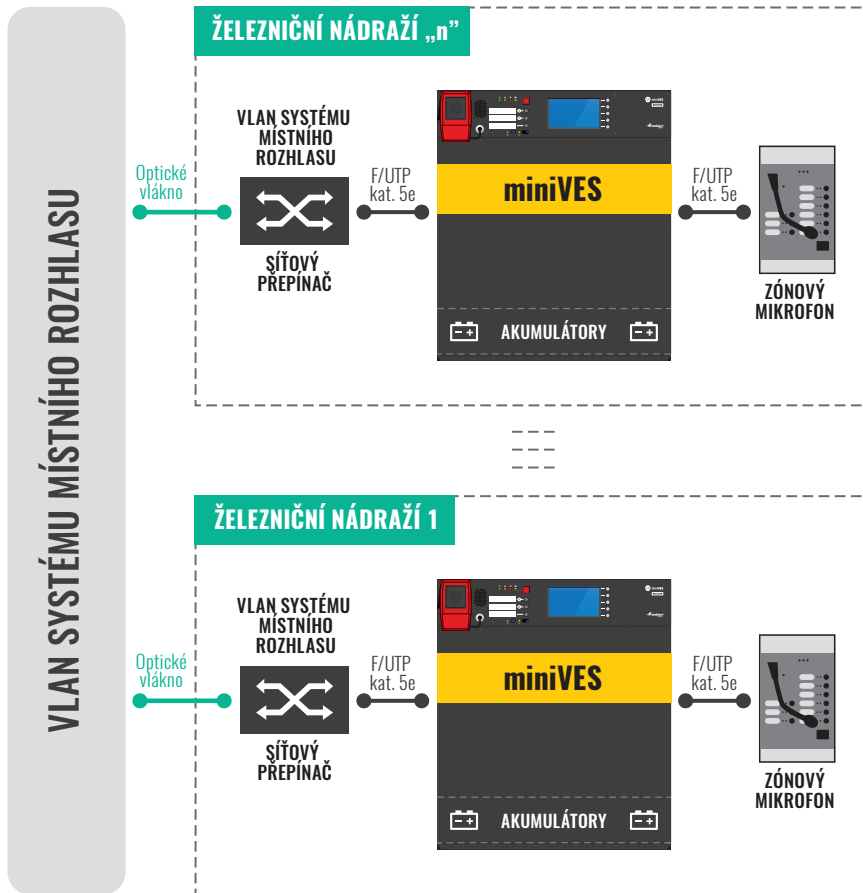 VLAN SYSTÉMU MÍSTNÍHO ROZHLASU
ŽELEZNIČNÍ NÁDRAŽÍ „n”
VLAN SYSTÉMU
MÍSTNÍHO
ROZHLASU
Optické
vlákno
SÍŤOVÝ
PŘEPÍNAČ
F/UTP
kat. 5e
miniVES
AKUMULÁTORY
F/UTP
kat. 5e
ZÓNOVÝ
MIKROFON
ŽELEZNIČNÍ NÁDRAŽÍ 1
VLAN SYSTÉMU
MÍSTNÍHO
ROZHLASU
Optické
vlákno
SÍŤOVÝ
PŘEPÍNAČ
F/UTP
kat. 5e
miniVES
AKUMULÁTORY
F/UTP
kat. 5e
ZÓNOVÝ
MIKROFON